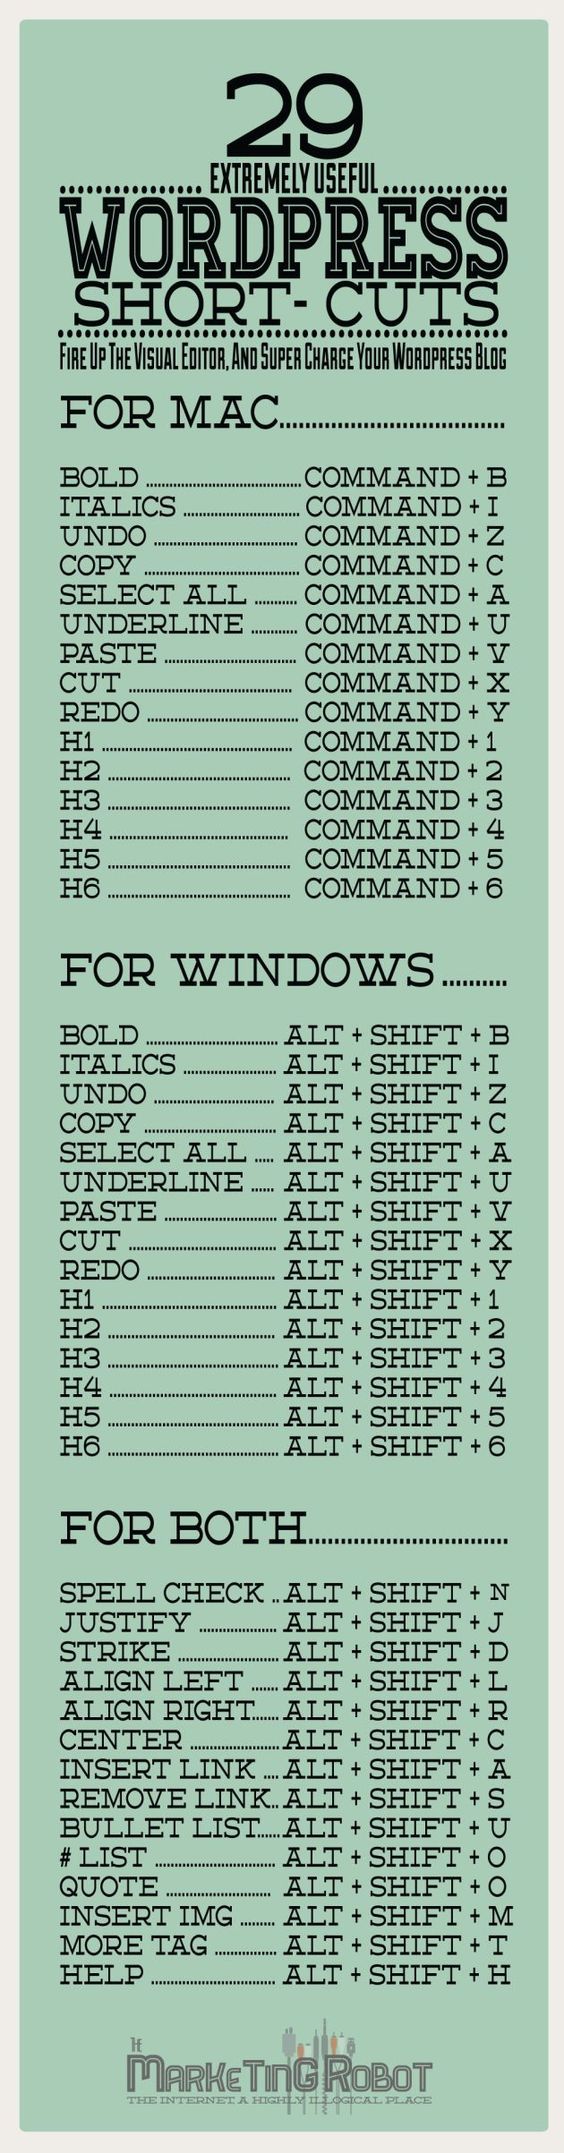 29
EXTREMELY USEFUL
WORDPRESS
SHORT- CUTS
FIRE UP THE VISUAL EDITOR, AND SUPER CHARGE YOUR WORDPRESS BLOG
FOR MAC....................................
BOLD .................................... COMMAND + B
ITALICS ........................... COMMAND + I
UNDO ................................. COMMAND + Z
COPY .................................... COMMAND + C
SELECT ALL .......... COMMAND + A
UNDERLINE ........... COMMAND + U
PASTE ............................... COMMAND + V
CUT ...................................... COMMAND + X
REDO ................................... COMMAND + Y
H1 ............................................ COMMAND + 1
H2 .......................................... COMMAND + 2
H3 .......................................... COMMAND + 3
H4 .......................................... COMMAND + 4
H5 .......................................... COMMAND + 5
H6 .......................................... COMMAND + 6
FOR WINDOWS ..........
BOLD ............................... ALT + SHIFT + B
ITALICS ...................... ALT + SHIFT + I
UNDO ............................ ALT + SHIFT + Z
COPY ............................... ALT + SHIFT + C
SELECT ALL ..... ALT + SHIFT + A
UNDERLINE ...... ALT + SHIFT + U
PASTE .......................... ALT + SHIFT + V
CUT .................................. ALT + SHIFT + X
REDO .............................. ALT + SHIFT + Y
H1 ......................................... ALT + SHIFT + 1
H2 ....................................... ALT + SHIFT + 2
H3 ........................................ ALT + SHIFT + 3
H4 ....................................... ALT + SHIFT + 4
H5 ........................................ ALT + SHIFT + 5
H6 ........................................ ALT + SHIFT + 6
FOR BOTH................................
SPELL CHECK .. ALT + SHIFT + N
JUSTIFY .................. ALT + SHIFT + J
STRIKE ........................ ALT + SHIFT + D
ALIGN LEFT ...... ALT + SHIFT + L
ALIGN RIGHT...... ALT + SHIFT + R
CENTER ..................... ALT + SHIFT + C
INSERT LINK .... ALT + SHIFT + A
REMOVE LINK.. ALT + SHIFT + S
BULLET LIST..... ALT + SHIFT + U
# LIST ............................ ALT + SHIFT + O
QUOTE ......................... ALT + SHIFT + O
INSERT IMG ........ ALT + SHIFT + M
MORE TAG .............. ALT + SHIFT + T
HELP .............................. ALT + SHIFT + H
MARKETING ROBOT
THE INTERNET A HIGHLY ILLOGICAL PLACE